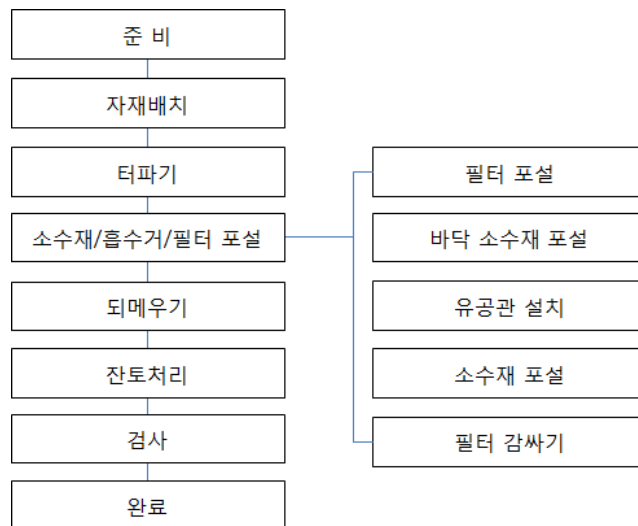 준 비
자재배치
터파기
소수재/흡수거/필터 포설
되메우기
잔토처리
검사
완료
필터 포설
바닥 소수재 포설
유공관 설치
소수재 포설
필터 감싸기